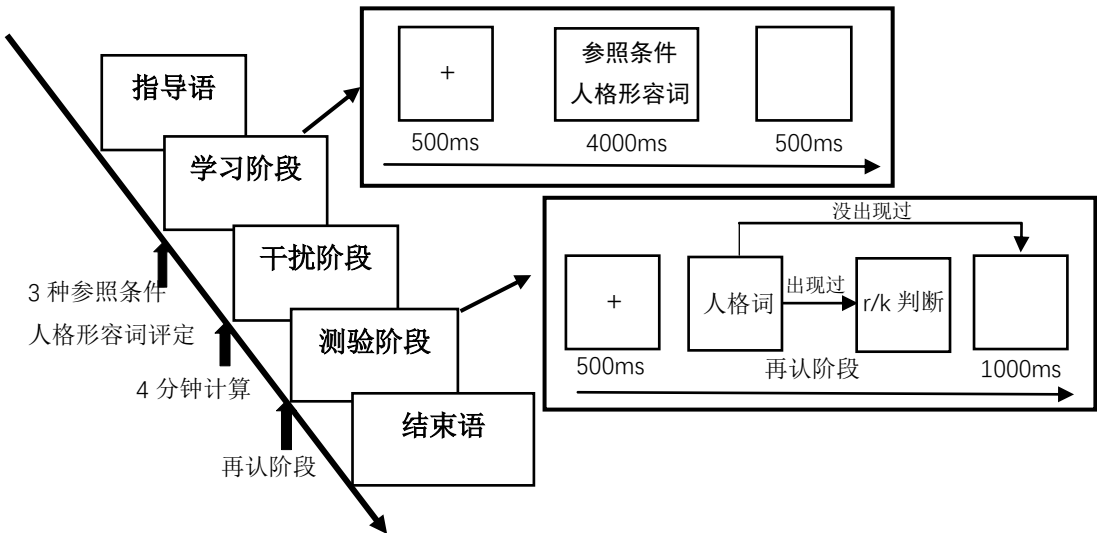 指导语
学习阶段
干扰阶段
测验阶段
结束语
3 种参照条件
人格形容词评定
4 分钟计算
再认阶段
+
参照条件
人格形容词
500ms
4000ms
500ms
没出现过
+
人格词
出现过
r/k 判断
500ms
再认阶段
1000ms